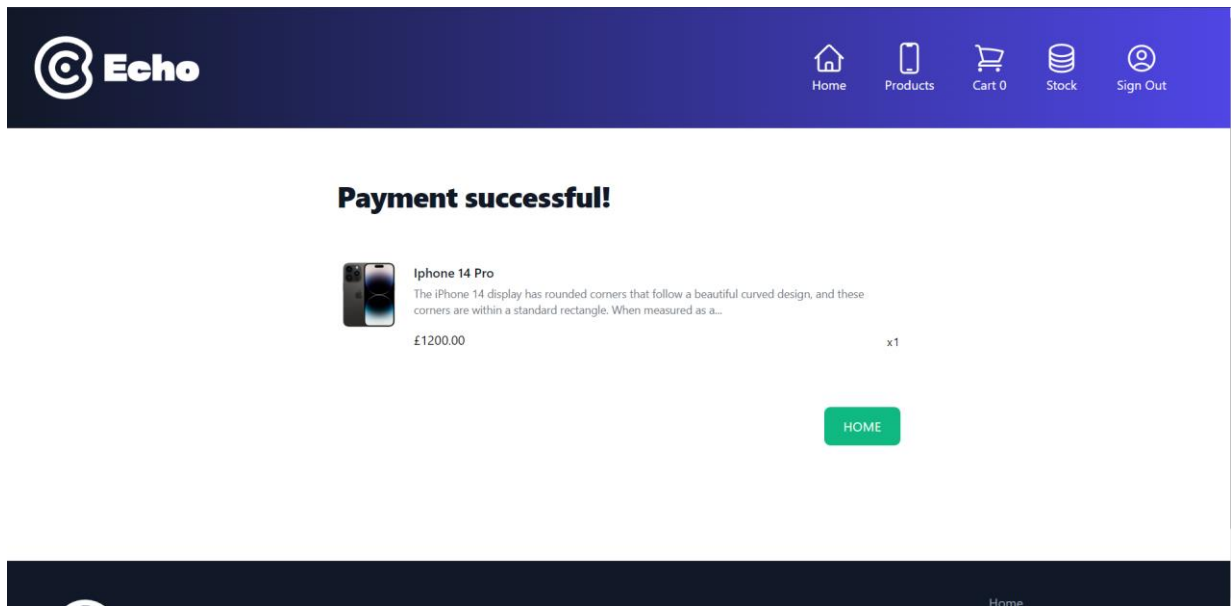 Echo
Home
Products
Cart 0
Stock
Sign Out
Payment successful!
Iphone 14 Pro
The iPhone 14 display has rounded corners that follow a beautiful curved design, and these
corners are within a standard rectangle. When measured as a...
£1200.00
x1
HOME
Home